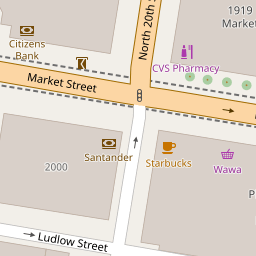 1919
Market
Citizens
Bank
North 20th S
CVS Pharmacy
Market Street
Santander
Starbucks
2000
Wawa
P
Ludlow Street